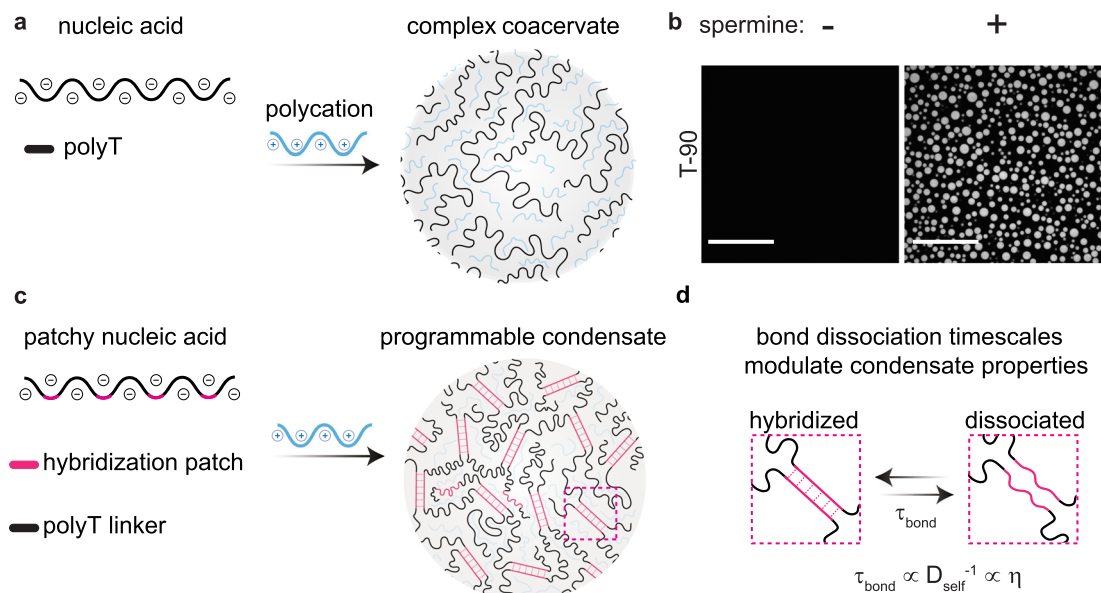 a
nucleic acid
polyT
polycation
complex coacervate
b
spermine: - +
T-90
c
patchy nucleic acid
hybridization patch
polyT linker
programmable condensate
d
bond dissociation timescales
modulate condensate properties
hybridized
dissociated
τbond
τbond ∝ Dself⁻¹ ∝ η